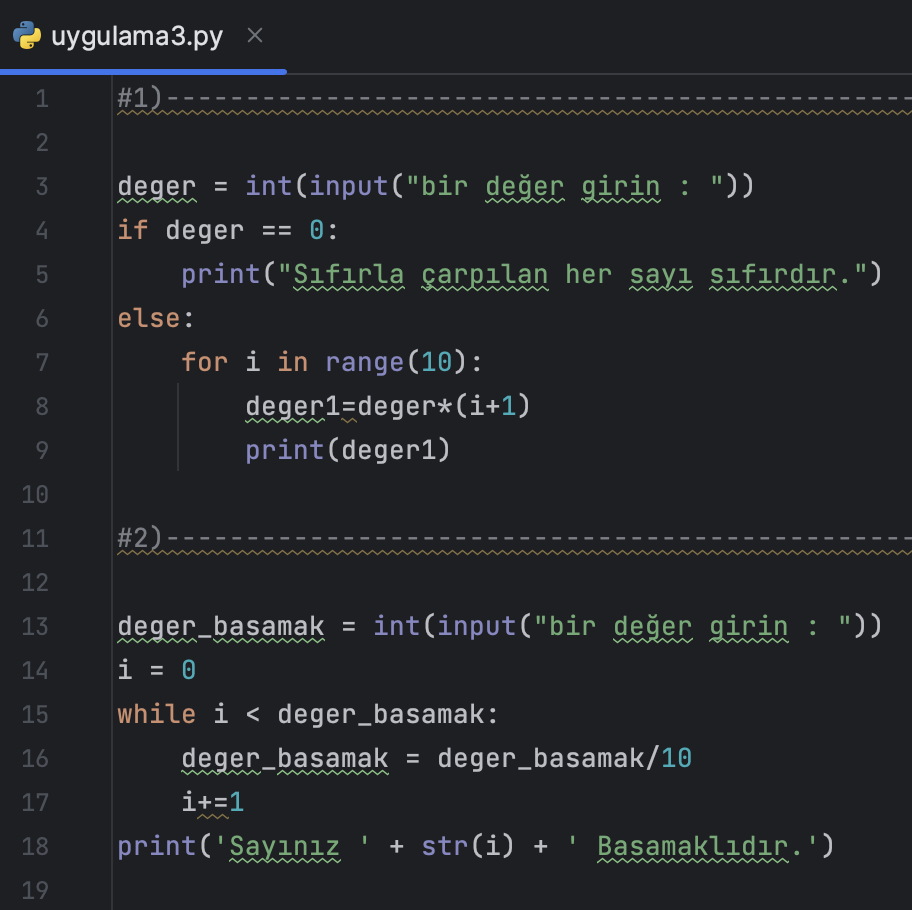 uygulama3.py ×
1 #1)-----------------------------------------------
2
3 deger = int(input("bir değer girin : "))
4 if deger == 0:
5     print("Sıfırla çarpılan her sayı sıfırdır.")
6 else:
7     for i in range(10):
8         deger1=deger*(i+1)
9         print(deger1)
10
11 #2)-----------------------------------------------
12
13 deger_basamak = int(input("bir değer girin : "))
14 i = 0
15 while i < deger_basamak:
16     deger_basamak = deger_basamak/10
17     i+=1
18 print('Sayınız ' + str(i) + ' Basamaklıdır.')
19